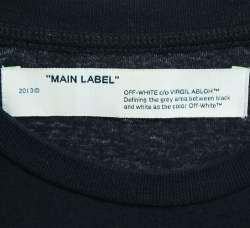 "MAIN LABEL"
2013© OFF-WHITE c/o VIRGIL ABLOH™
Defining the grey area between black
and white as the color Off-White™